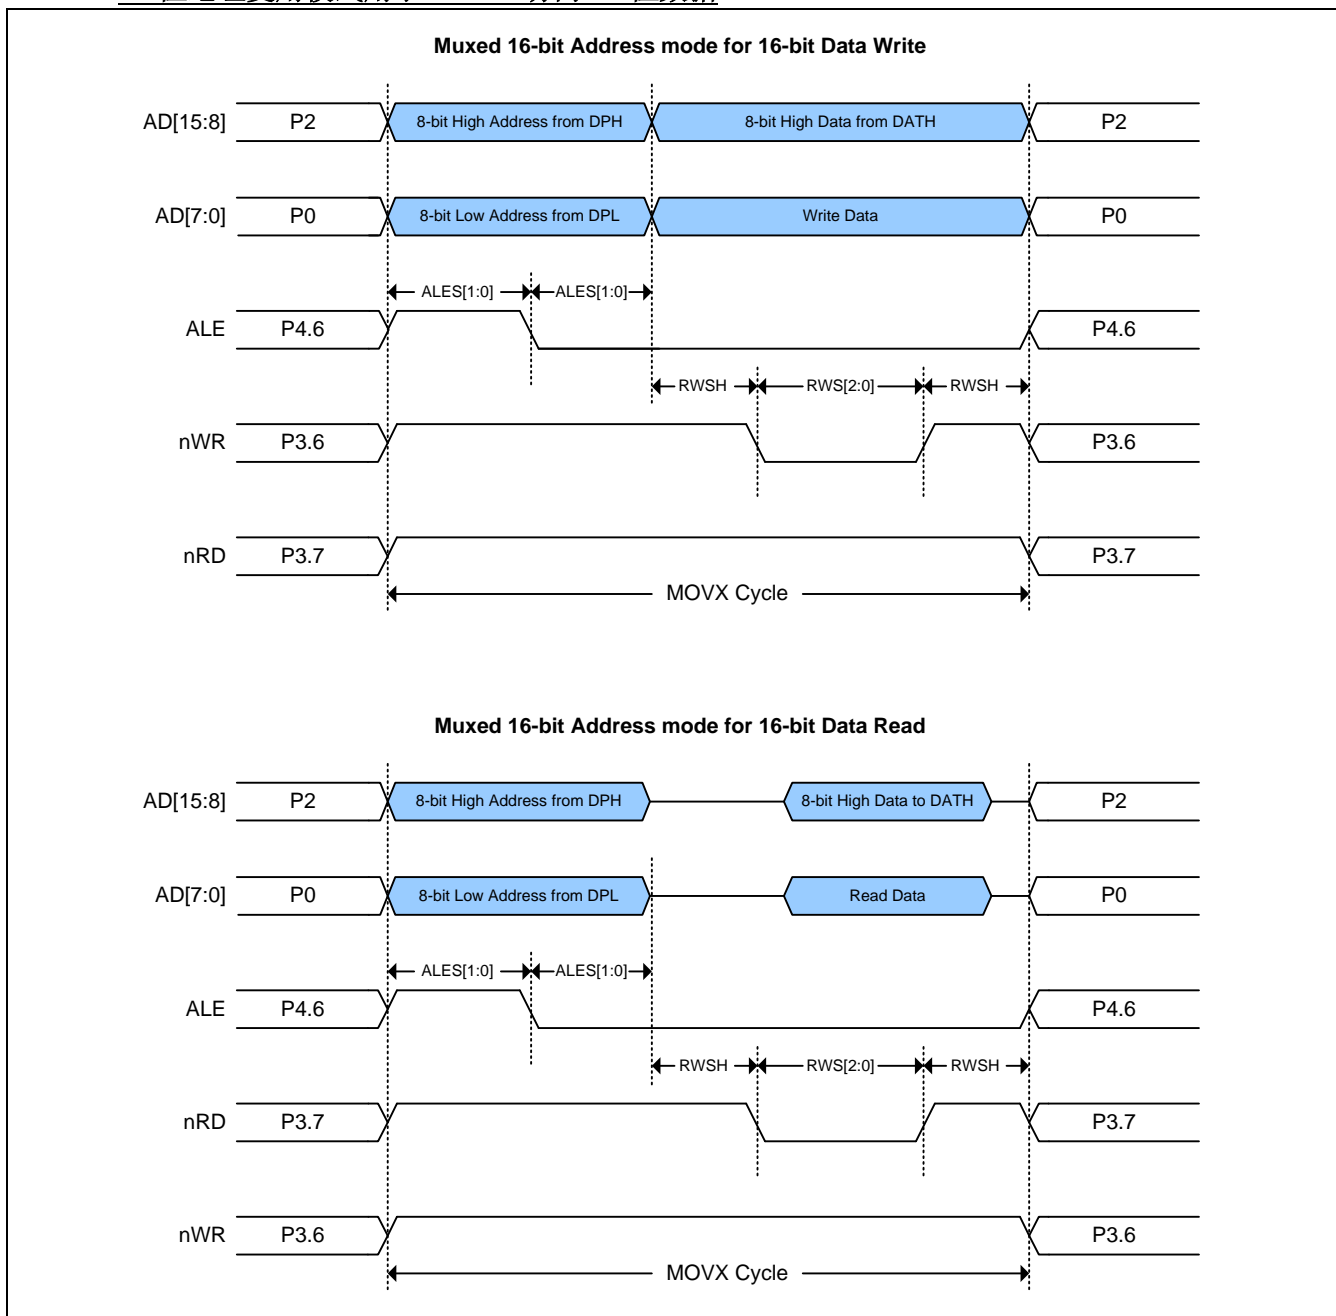 Muxed 16-bit Address mode for 16-bit Data Write
AD[15:8] P2 8-bit High Address from DPH 8-bit High Data from DATH P2
AD[7:0] P0 8-bit Low Address from DPL Write Data P0
ALES[1:0] ALES[1:0]
ALE P4.6 P4.6
RWSH RWS[2:0] RWSH
nWR P3.6 P3.6
nRD P3.7 P3.7
MOVX Cycle
Muxed 16-bit Address mode for 16-bit Data Read
AD[15:8] P2 8-bit High Address from DPH 8-bit High Data to DATH P2
AD[7:0] P0 8-bit Low Address from DPL Read Data P0
ALES[1:0] ALES[1:0]
ALE P4.6 P4.6
RWSH RWS[2:0] RWSH
nRD P3.7 P3.7
nWR P3.6 P3.6
MOVX Cycle